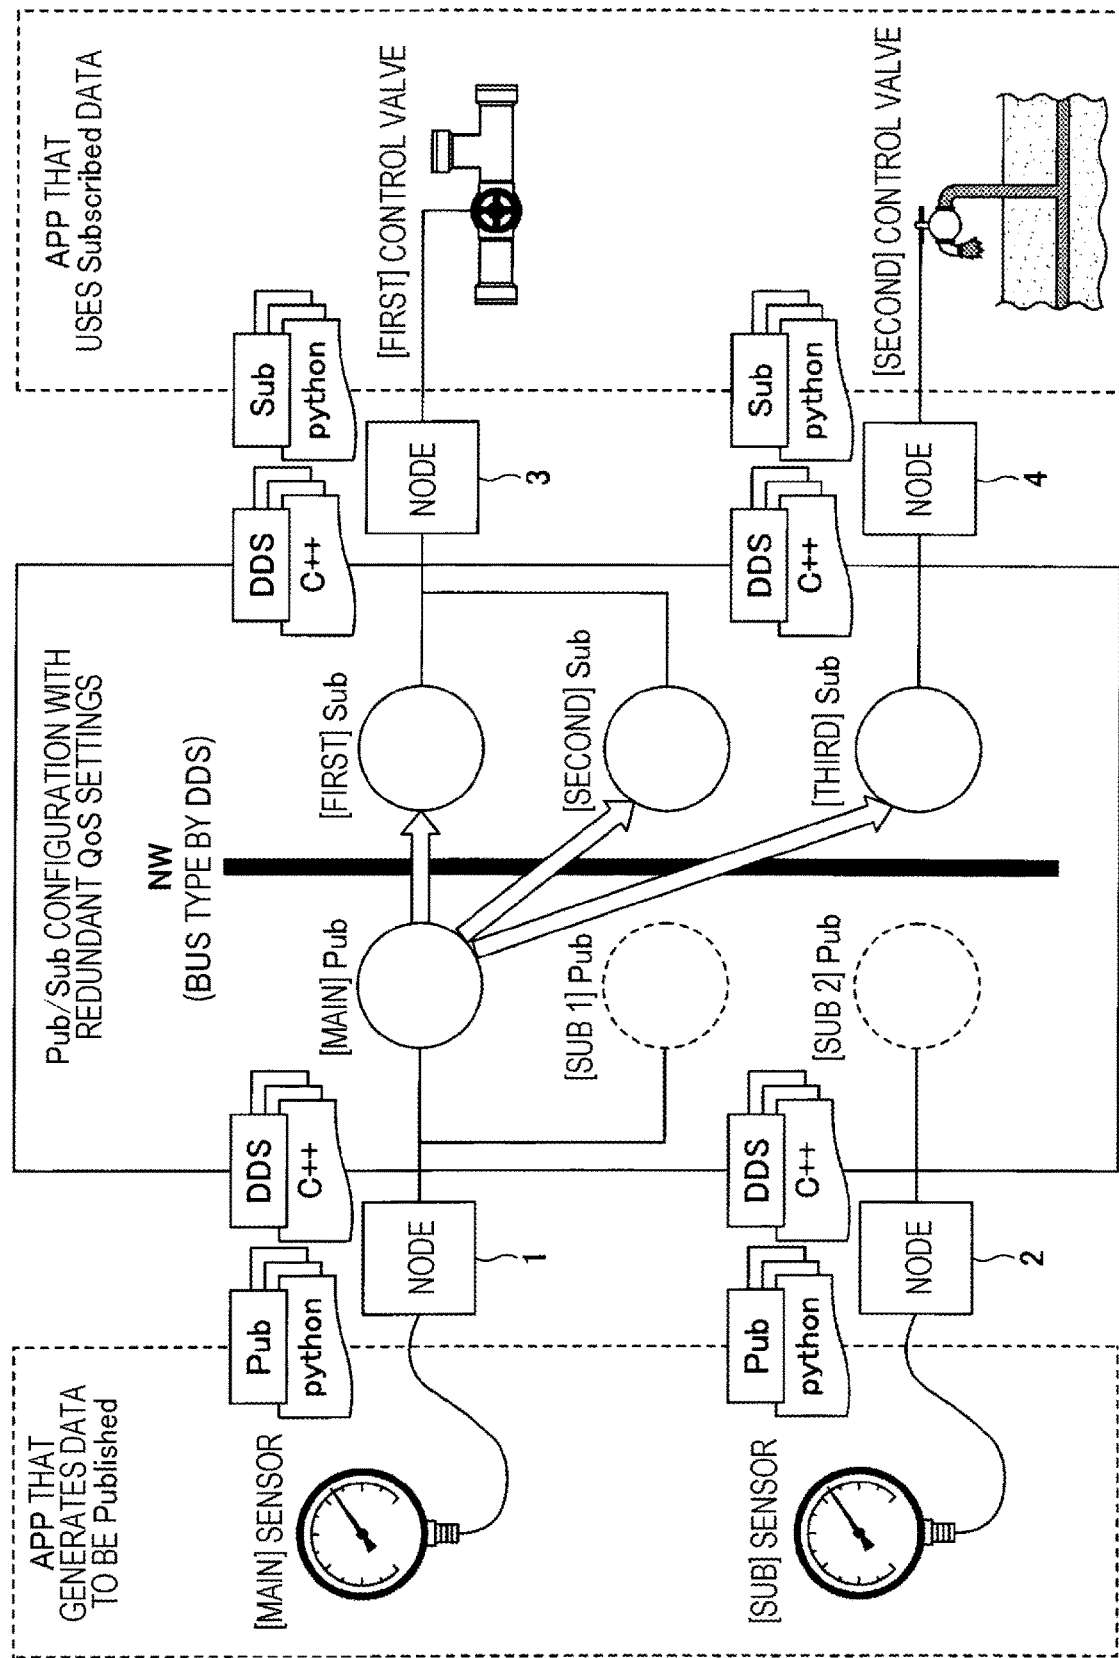 APP THAT
GENERATES DATA
TO BE Published
Pub/Sub CONFIGURATION WITH
REDUNDANT QoS SETTINGS
NW
(BUS TYPE BY DDS)
APP THAT
USES Subscribed DATA
[MAIN] SENSOR
Pub
python
DDS
C++
NODE
1
[MAIN] Pub
[FIRST] Sub
DDS
C++
Sub
python
NODE
3
[FIRST] CONTROL VALVE
[SUB 1] Pub
[SECOND] Sub
[SUB] SENSOR
Pub
python
DDS
C++
NODE
2
[SUB 2] Pub
[THIRD] Sub
DDS
C++
Sub
python
NODE
4
[SECOND] CONTROL VALVE